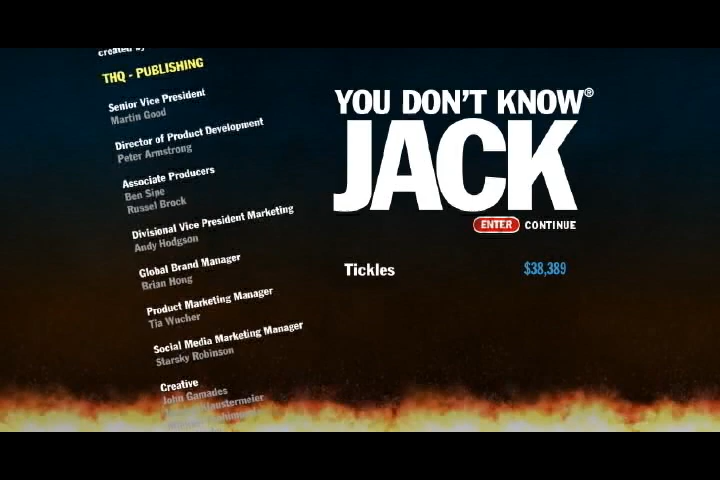 created by
THQ - PUBLISHING
Senior Vice President
Martin Good
Director of Product Development
Peter Armstrong
Associate Producers
Ben Sipe
Russel Brock
Divisional Vice President Marketing
Andy Hodgson
Global Brand Manager
Brian Hong
Product Marketing Manager
Tia Wucher
Social Media Marketing Manager
Starsky Robinson
Creative
John Gamades
YOU DON'T KNOW®
JACK
ENTER CONTINUE
Tickles $38,389